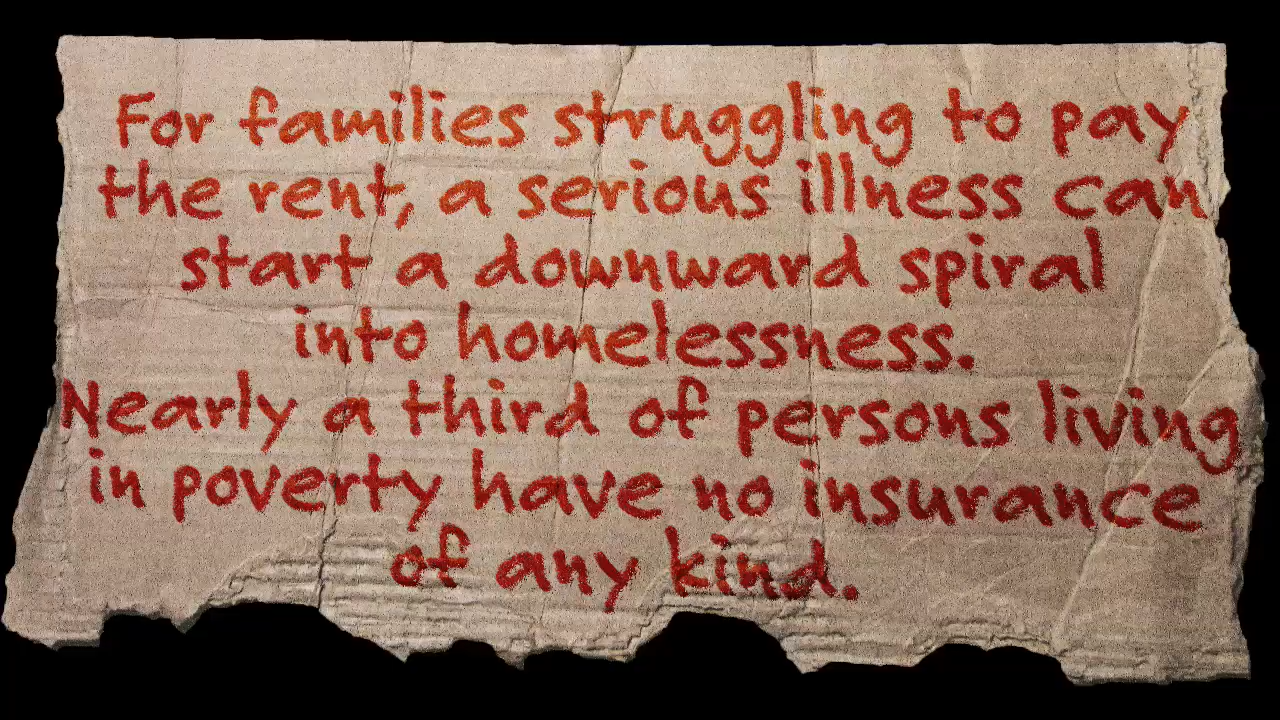 For families struggling to pay
the rent, a serious illness can
start a downward spiral
into homelessness.
Nearly a third of persons living
in poverty have no insurance
of any kind.